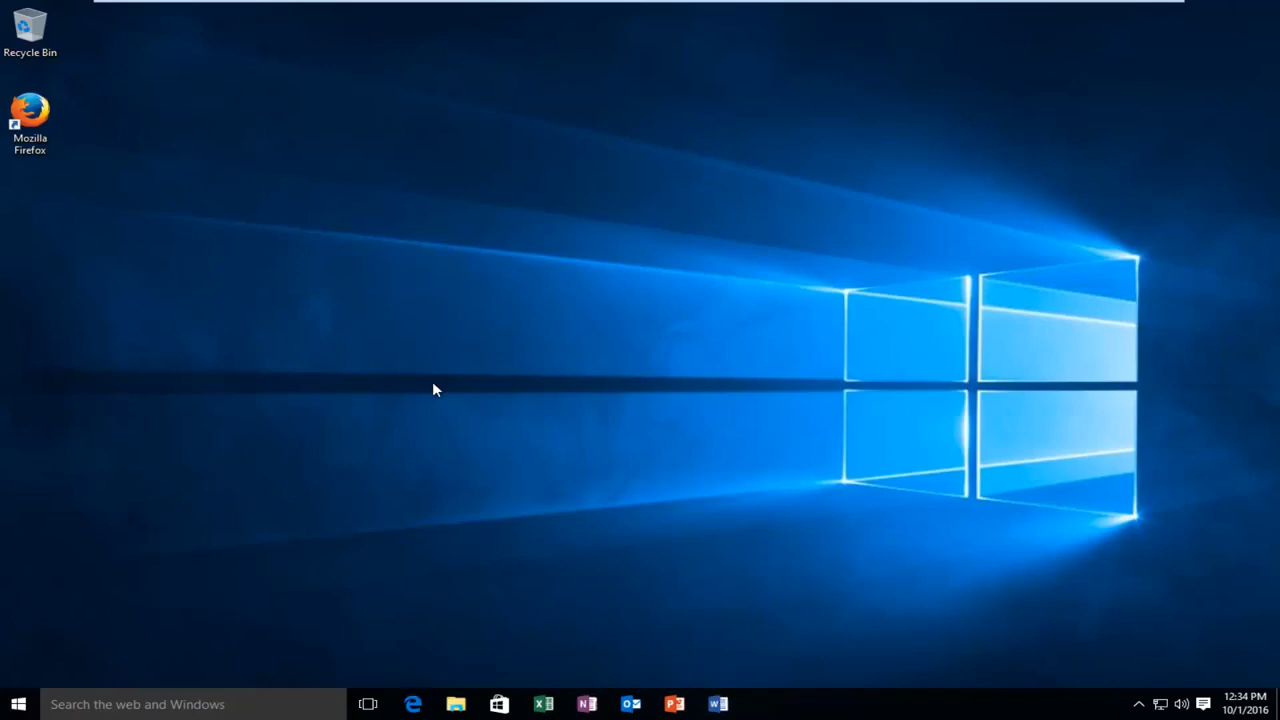 Recycle Bin
Mozilla
Firefox
Search the web and Windows
12:34 PM
10/1/2016